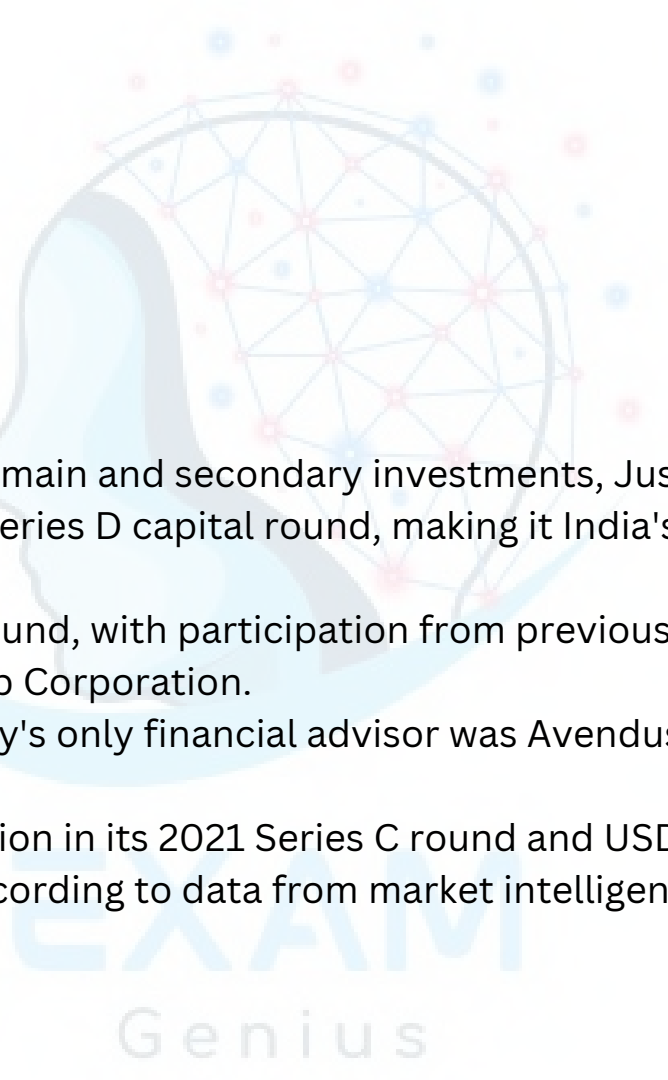 main and secondary investments, Jus
eries D capital round, making it India's
und, with participation from previous
p Corporation.
y's only financial advisor was Avendus
ion in its 2021 Series C round and USD
cording to data from market intelligen
EXAM
Genius